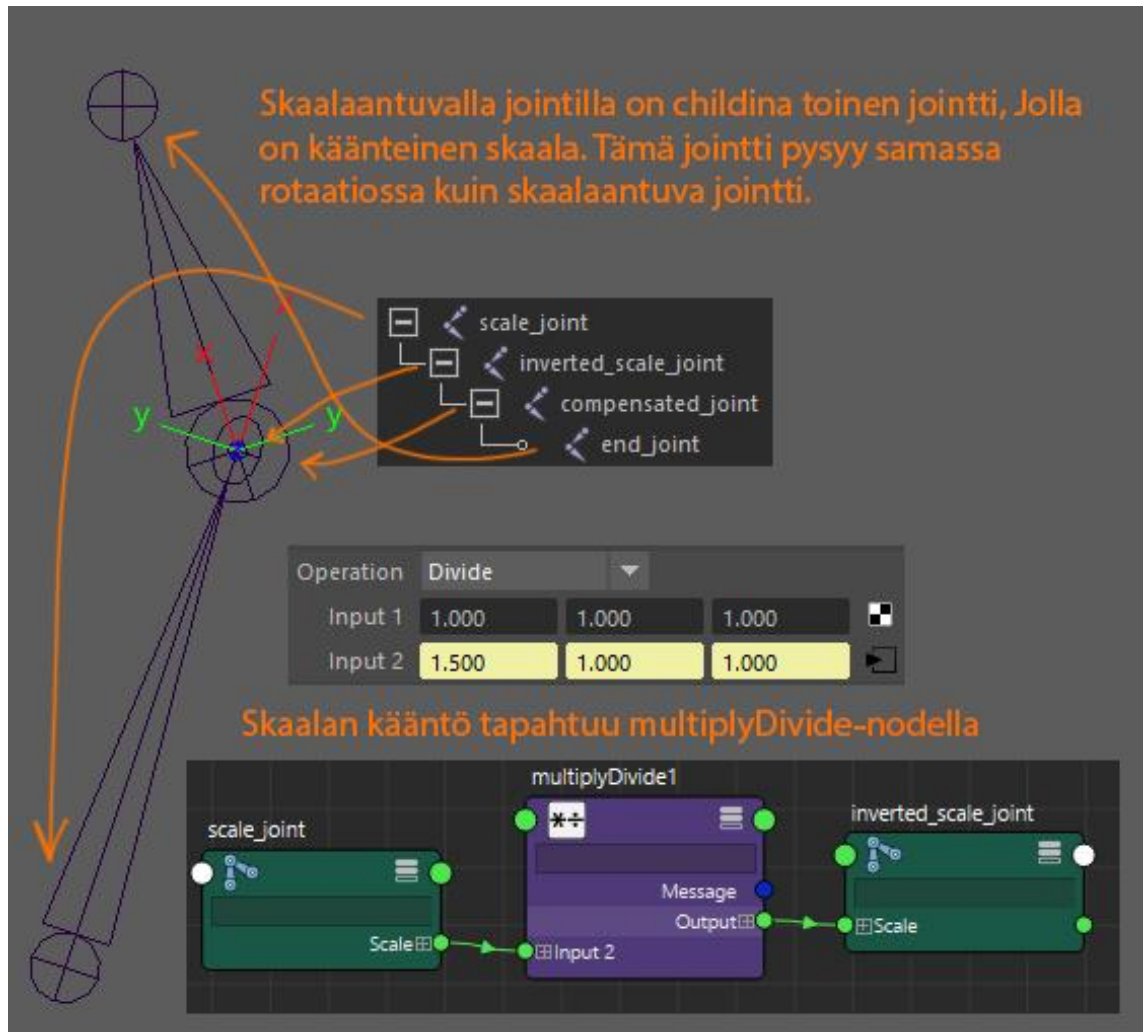 Skaalaantuvalla jointilla on childina toinen jointti, Jolla
on käänteinen skaala. Tämä jointti pysyy samassa
rotaatiossa kuin skaalaantuva jointti.
scale_joint
inverted_scale_joint
compensated_joint
end_joint
x
x
y
y
Operation Divide
Input 1 1.000 1.000 1.000
Input 2 1.500 1.000 1.000
Skaalan kääntö tapahtuu multiplyDivide-nodella
multiplyDivide1
scale_joint
inverted_scale_joint
Message
Output
Scale
Input 2
Scale